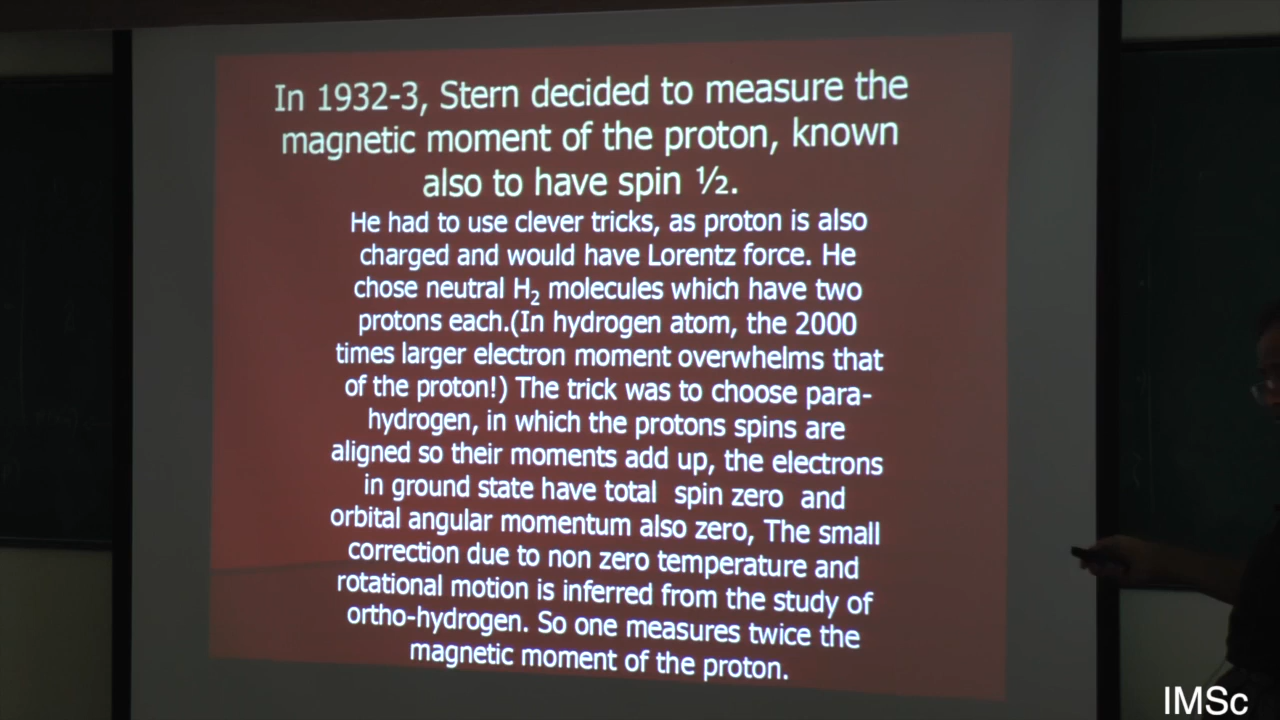 In 1932-3, Stern decided to measure the
magnetic moment of the proton, known
also to have spin ½.
He had to use clever tricks, as proton is also
charged and would have Lorentz force. He
chose neutral H₂ molecules which have two
protons each.(In hydrogen atom, the 2000
times larger electron moment overwhelms that
of the proton!) The trick was to choose para-
hydrogen, in which the protons spins are
aligned so their moments add up, the electrons
in ground state have total spin zero and
orbital angular momentum also zero, The small
correction due to non zero temperature and
rotational motion is inferred from the study of
ortho-hydrogen. So one measures twice the
magnetic moment of the proton.
IMSc